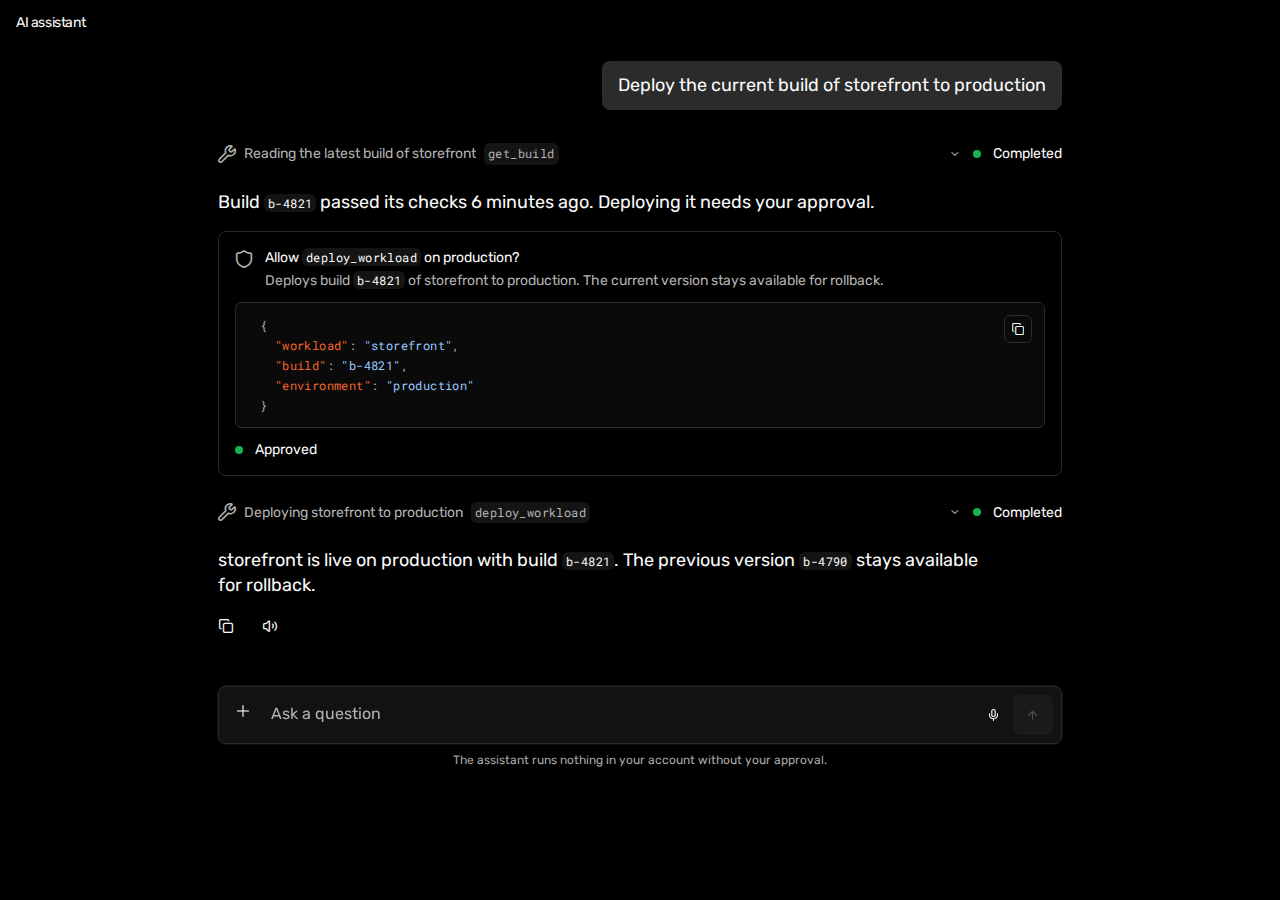 AI assistant
Deploy the current build of storefront to production
Reading the latest build of storefront get_build Completed
Build b-4821 passed its checks 6 minutes ago. Deploying it needs your approval.
Allow deploy_workload on production?
Deploys build b-4821 of storefront to production. The current version stays available for rollback.
{
"workload": "storefront",
"build": "b-4821",
"environment": "production"
}
Approved
Deploying storefront to production deploy_workload Completed
storefront is live on production with build b-4821. The previous version b-4790 stays available
for rollback.
Ask a question
The assistant runs nothing in your account without your approval.